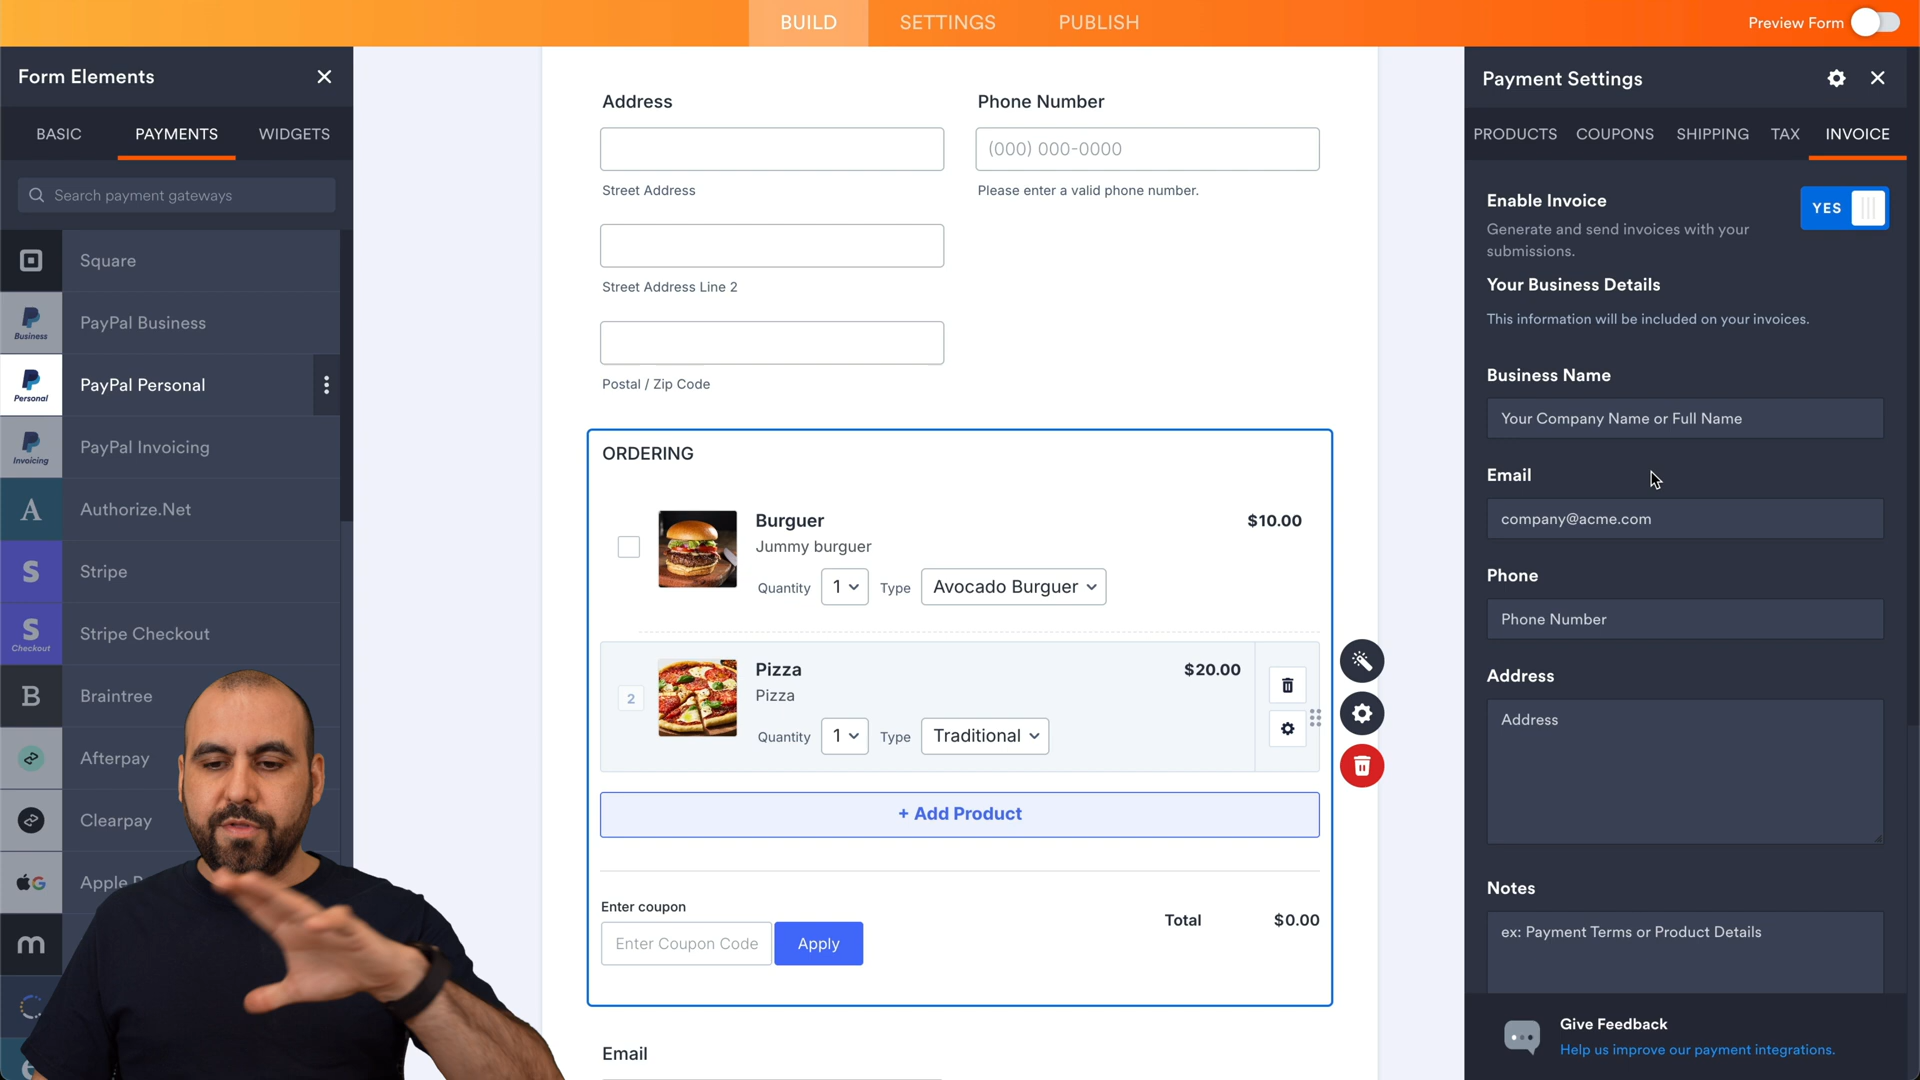 BUILD
SETTINGS
PUBLISH
Preview Form
Form Elements
BASIC
PAYMENTS
WIDGETS
Search payment gateways
Square
Business
PayPal Business
Personal
PayPal Personal
Invoicing
PayPal Invoicing
A
Authorize.Net
S
Stripe
S
Checkout
Stripe Checkout
B
Braintree
Afterpay
Clearpay
G
Apple
m
Address
Phone Number
(000) 000-0000
Street Address
Please enter a valid phone number.
Street Address Line 2
Postal / Zip Code
ORDERING
Burguer
$10.00
Jummy burguer
Quantity
1
Type
Avocado Burguer
2
Pizza
$20.00
Pizza
Quantity
1
Type
Traditional
+ Add Product
Enter coupon
Enter Coupon Code
Apply
Total
$0.00
Email
Payment Settings
PRODUCTS
COUPONS
SHIPPING
TAX
INVOICE
Enable Invoice
YES
Generate and send invoices with your
submissions.
Your Business Details
This information will be included on your invoices.
Business Name
Your Company Name or Full Name
Email
company@acme.com
Phone
Phone Number
Address
Address
Notes
ex: Payment Terms or Product Details
Give Feedback
Help us improve our payment integrations.